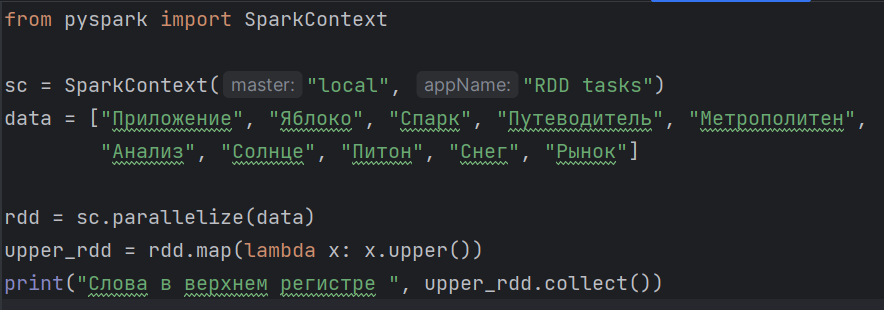 from pyspark import SparkContext
sc = SparkContext( master: "local", appName: "RDD tasks")
data = ["Приложение", "Яблоко", "Спарк", "Путеводитель", "Метрополитен",
"Анализ", "Солнце", "Питон", "Снег", "Рынок"]
rdd = sc.parallelize(data)
upper_rdd = rdd.map(lambda x: x.upper())
print("Слова в верхнем регистре ", upper_rdd.collect())